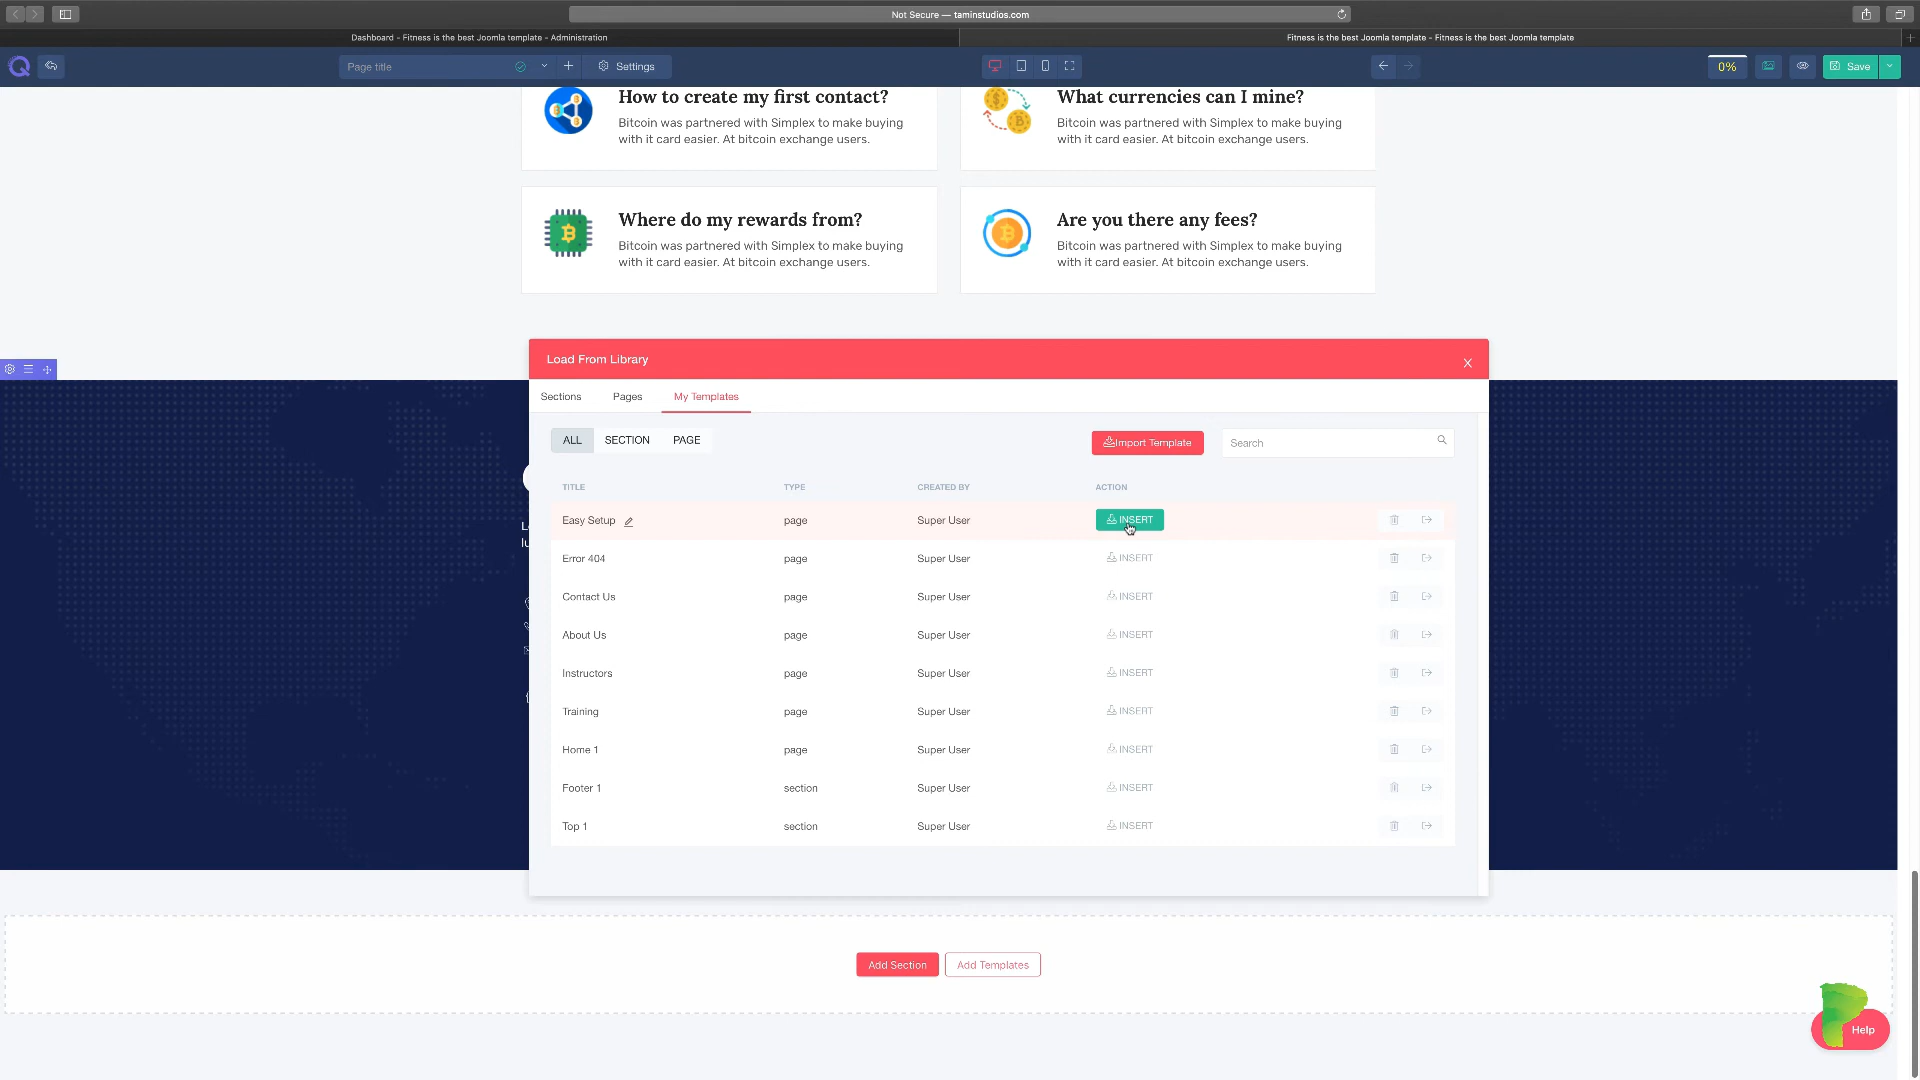 Not Secure — taminstudios.com
Dashboard - Fitness is the best Joomla template - Administration
Fitness is the best Joomla template - Fitness is the best Joomla template
Page title
Settings
0%
Save
How to create my first contact?
Bitcoin was partnered with Simplex to make buying
with it card easier. At bitcoin exchange users.
What currencies can I mine?
Bitcoin was partnered with Simplex to make buying
with it card easier. At bitcoin exchange users.
Where do my rewards from?
Bitcoin was partnered with Simplex to make buying
with it card easier. At bitcoin exchange users.
Are you there any fees?
Bitcoin was partnered with Simplex to make buying
with it card easier. At bitcoin exchange users.
Load From Library
Sections Pages My Templates
ALL SECTION PAGE
Import Template
Search
TITLE TYPE CREATED BY ACTION
Easy Setup page Super User INSERT
Error 404 page Super User INSERT
Contact Us page Super User INSERT
About Us page Super User INSERT
Instructors page Super User INSERT
Training page Super User INSERT
Home 1 page Super User INSERT
Footer 1 section Super User INSERT
Top 1 section Super User INSERT
Add Section Add Templates
Help